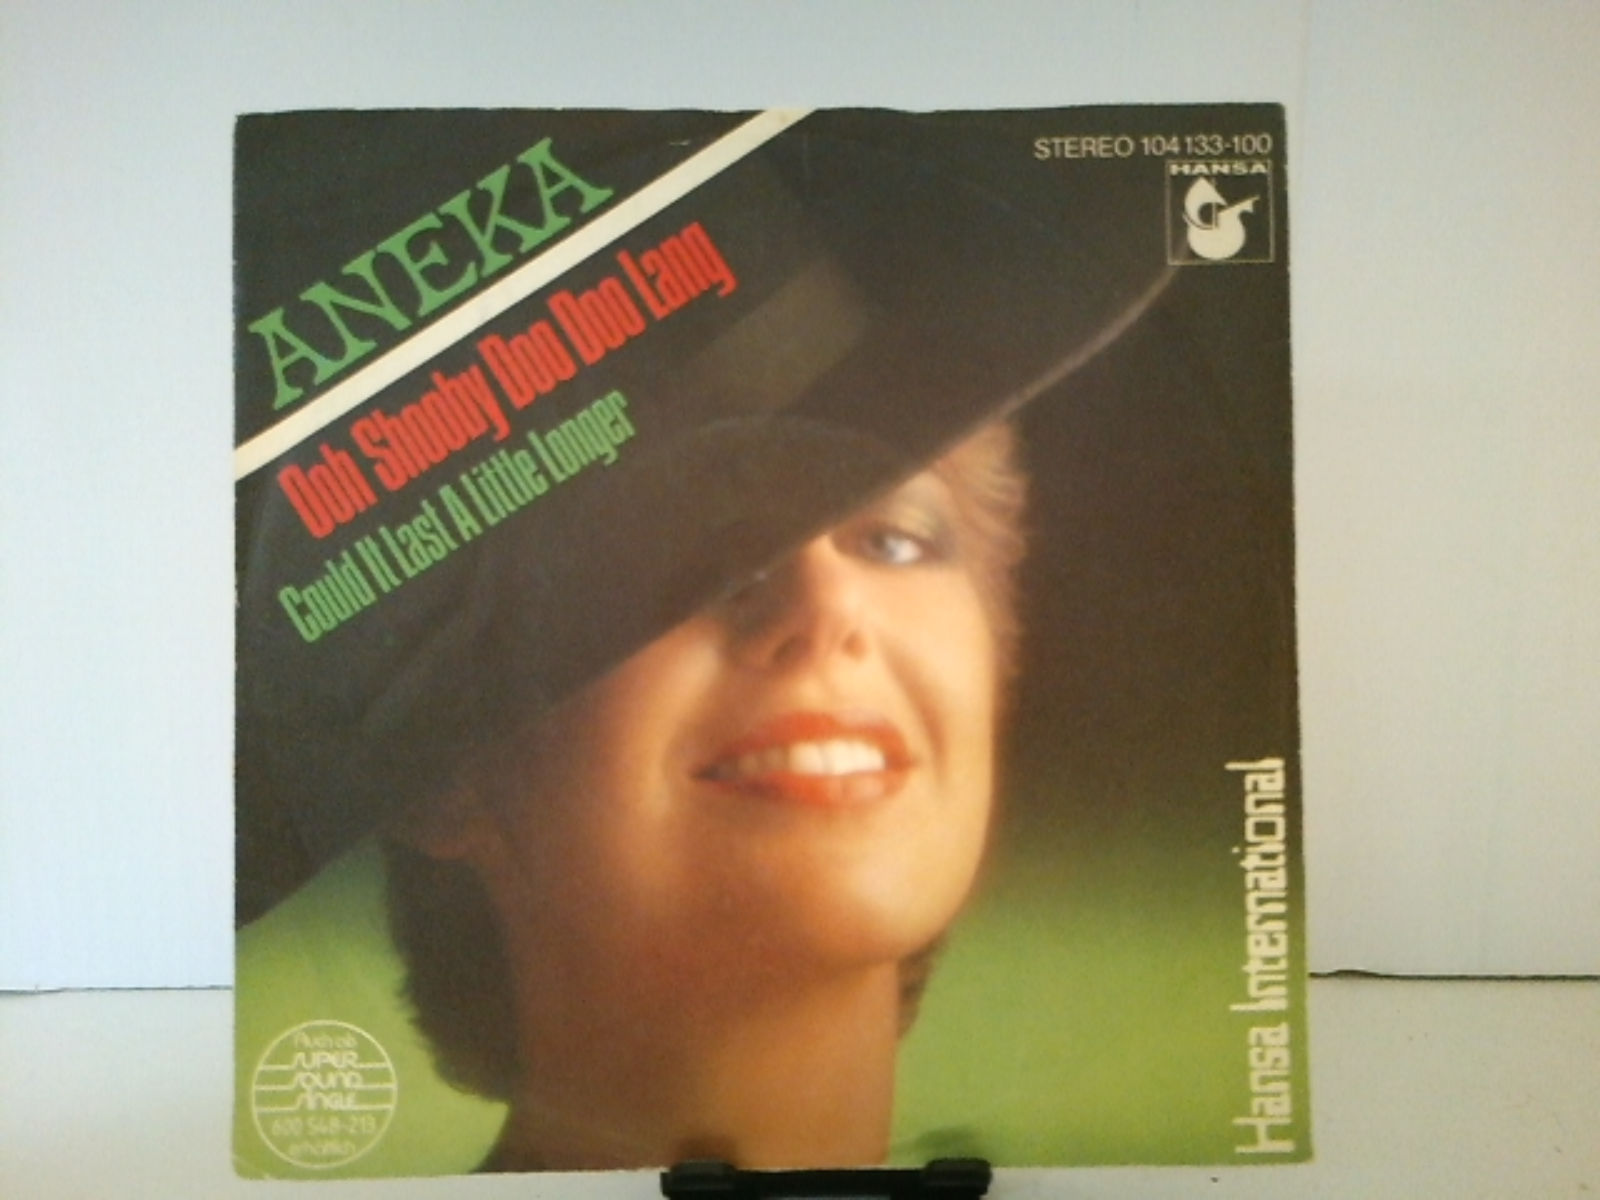 ANEKA
Ooh Shooby Doo Doo Lang
Could It Last A Little Longer
STEREO 104 133-100
HANSA
Hansa International
Auch als
SUPER
SOUND
SINGLE
600 548-213
erhältlich